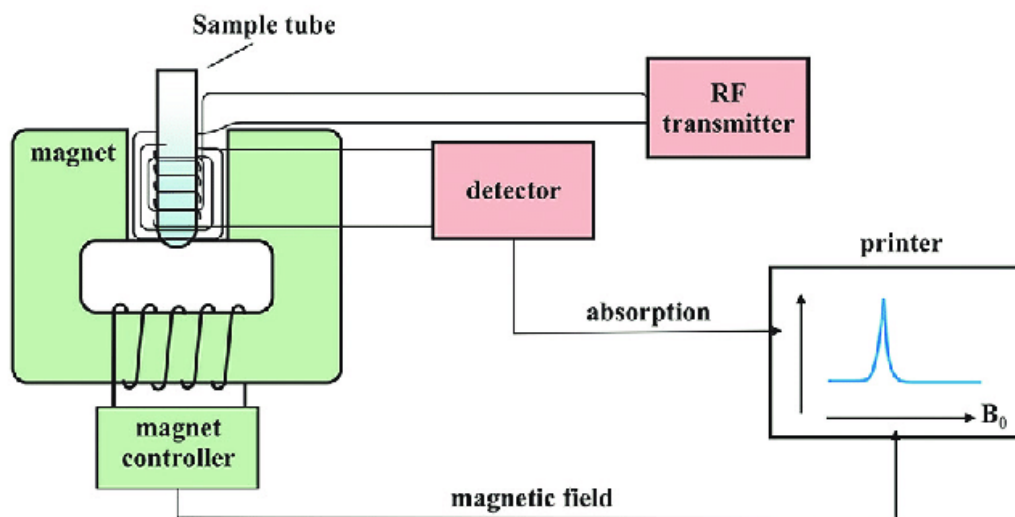 Sample tube
RF
transmitter
magnet
detector
printer
absorption
B₀
magnet
controller
magnetic field